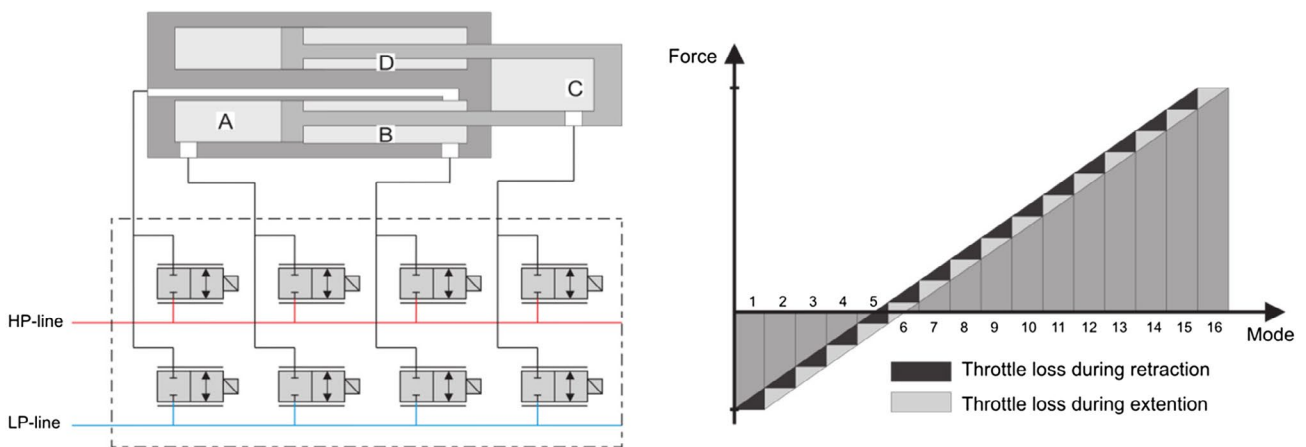 D
C
A
B
HP-line
LP-line
Force
1 2 3 4 5
6 7 8 9 10 11 12 13 14 15 16
Mode
Throttle loss during retraction
Throttle loss during extention